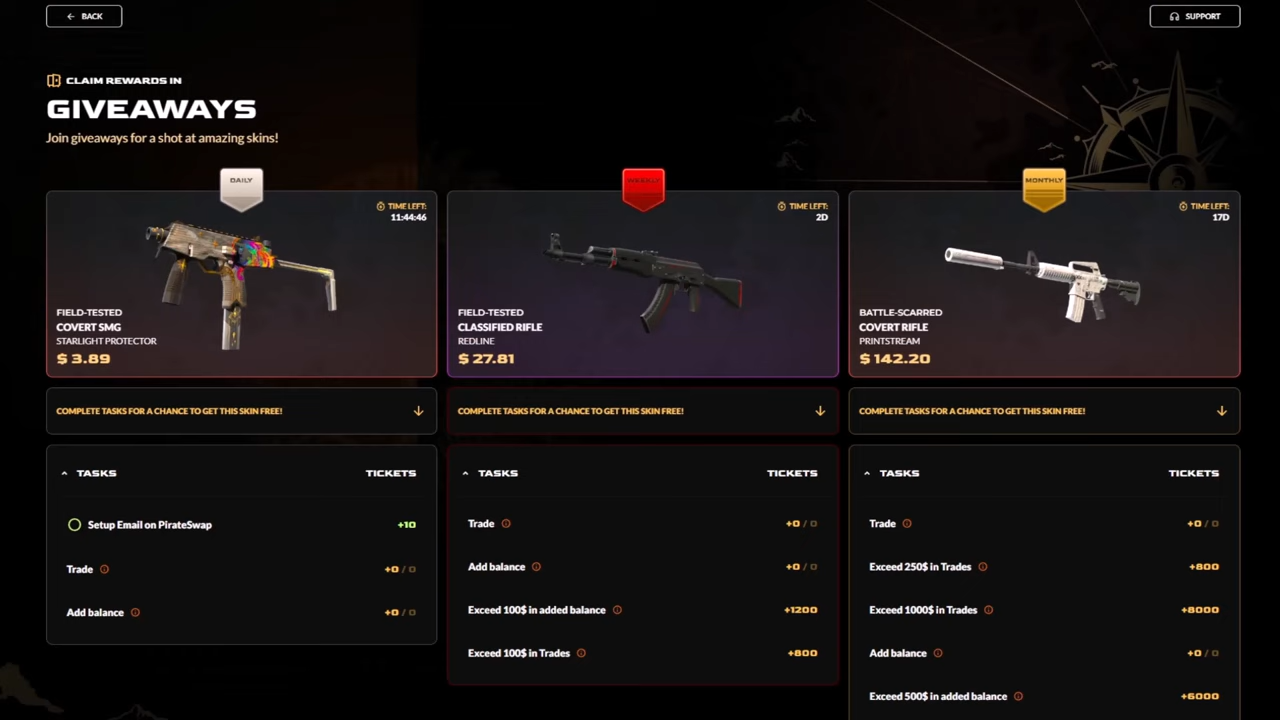 BACK
SUPPORT
CLAIM REWARDS IN
GIVEAWAYS
Join giveaways for a shot at amazing skins!
DAILY
TIME LEFT:
11:44:46
FIELD-TESTED
COVERT SMG
STARLIGHT PROTECTOR
$ 3.89
WEEKLY
TIME LEFT:
2D
FIELD-TESTED
CLASSIFIED RIFLE
REDLINE
$ 27.81
MONTHLY
TIME LEFT:
17D
BATTLE-SCARRED
COVERT RIFLE
PRINTSTREAM
$ 142.20
COMPLETE TASKS FOR A CHANCE TO GET THIS SKIN FREE!
COMPLETE TASKS FOR A CHANCE TO GET THIS SKIN FREE!
COMPLETE TASKS FOR A CHANCE TO GET THIS SKIN FREE!
TASKS TICKETS
Setup Email on PirateSwap +10
Trade +0 / 0
Add balance +0 / 0
TASKS TICKETS
Trade +0 / 0
Add balance +0 / 0
Exceed 100$ in added balance +1200
Exceed 100$ in Trades +800
TASKS TICKETS
Trade +0 / 0
Exceed 250$ in Trades +800
Exceed 1000$ in Trades +8000
Add balance +0 / 0
Exceed 500$ in added balance +6000